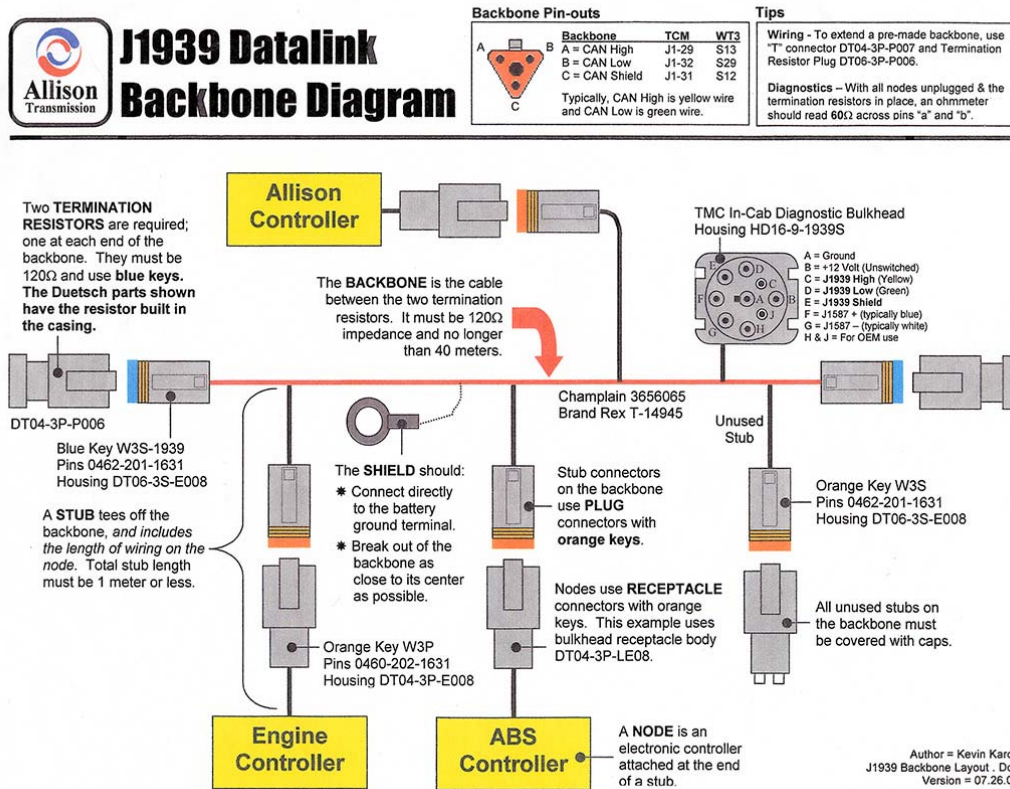 Allison
Transmission
J1939 Datalink
Backbone Diagram
Backbone Pin-outs
A
B
C
Backbone TCM WT3
A = CAN High J1-29 S13
B = CAN Low J1-32 S29
C = CAN Shield J1-31 S12
Typically, CAN High is yellow wire
and CAN Low is green wire.
Tips
Wiring - To extend a pre-made backbone, use
"T" connector DT04-3P-P007 and Termination
Resistor Plug DT06-3P-P006.
Diagnostics – With all nodes unplugged & the
termination resistors in place, an ohmmeter
should read 60Ω across pins "a" and "b".
Two TERMINATION
RESISTORS are required;
one at each end of the
backbone. They must be
120Ω and use blue keys.
The Duetsch parts shown
have the resistor built in
the casing.
Allison
Controller
The BACKBONE is the cable
between the two termination
resistors. It must be 120Ω
impedance and no longer
than 40 meters.
TMC In-Cab Diagnostic Bulkhead
Housing HD16-9-1939S
E
D
C
F
A
B
J
G
H
A = Ground
B = +12 Volt (Unswitched)
C = J1939 High (Yellow)
D = J1939 Low (Green)
E = J1939 Shield
F = J1587 + (typically blue)
G = J1587 – (typically white)
H & J = For OEM use
DT04-3P-P006
Blue Key W3S-1939
Pins 0462-201-1631
Housing DT06-3S-E008
Champlain 3656065
Brand Rex T-14945
Unused
Stub
A STUB tees off the
backbone, and includes
the length of wiring on the
node. Total stub length
must be 1 meter or less.
The SHIELD should:
✷ Connect directly
to the battery
ground terminal.
✷ Break out of the
backbone as
close to its center
as possible.
Stub connectors
on the backbone
use PLUG
connectors with
orange keys.
Orange Key W3S
Pins 0462-201-1631
Housing DT06-3S-E008
Nodes use RECEPTACLE
connectors with orange
keys. This example uses
bulkhead receptacle body
DT04-3P-LE08.
All unused stubs on
the backbone must
be covered with caps.
Orange Key W3P
Pins 0460-202-1631
Housing DT04-3P-E008
Engine
Controller
ABS
Controller
A NODE is an
electronic controller
attached at the end
of a stub.
Author = Kevin
J1939 Backbone Layout .
Version =